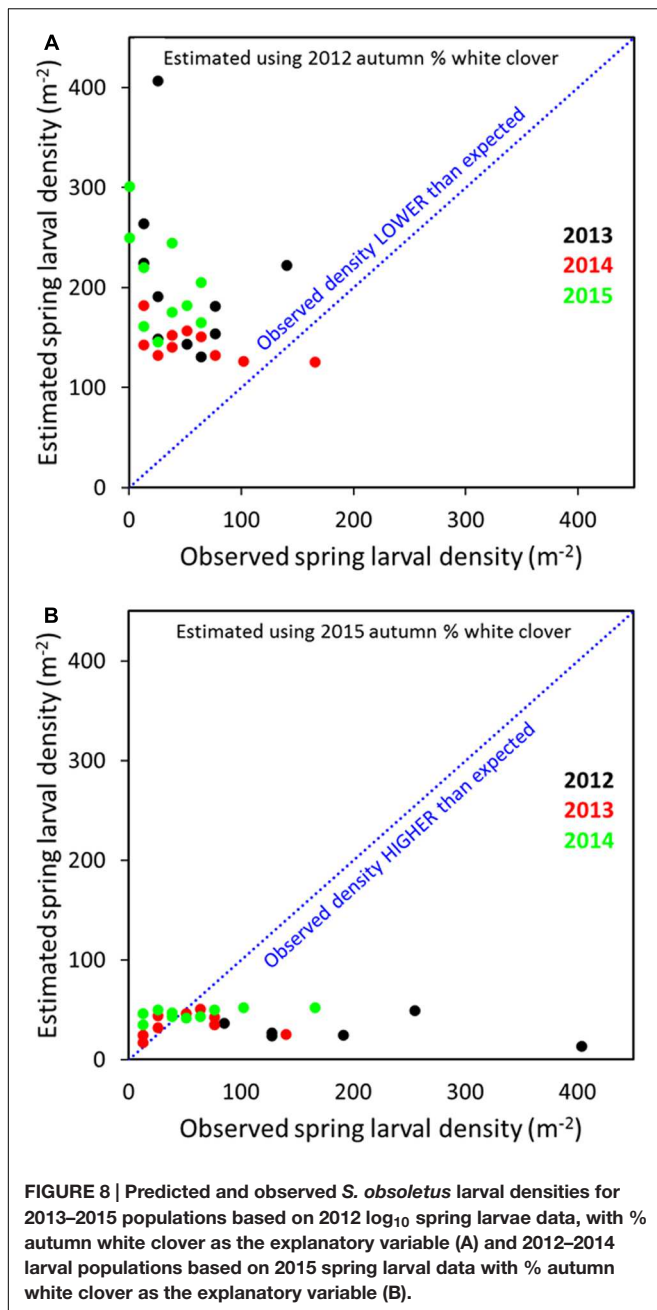 A
Estimated using 2012 autumn % white clover
Estimated spring larval density (m-2)
400
300
200
100
0
Observed density LOWER than expected
2013
2014
2015
0 100 200 300 400
Observed spring larval density (m-2)
B
Estimated using 2015 autumn % white clover
Estimated spring larval density (m-2)
400
300
200
100
0
Observed density HIGHER than expected
2012
2013
2014
0 100 200 300 400
Observed spring larval density (m-2)
FIGURE 8 | Predicted and observed S. obsoletus larval densities for
2013–2015 populations based on 2012 log10 spring larvae data, with %
autumn white clover as the explanatory variable (A) and 2012–2014
larval populations based on 2015 spring larval data with % autumn
white clover as the explanatory variable (B).